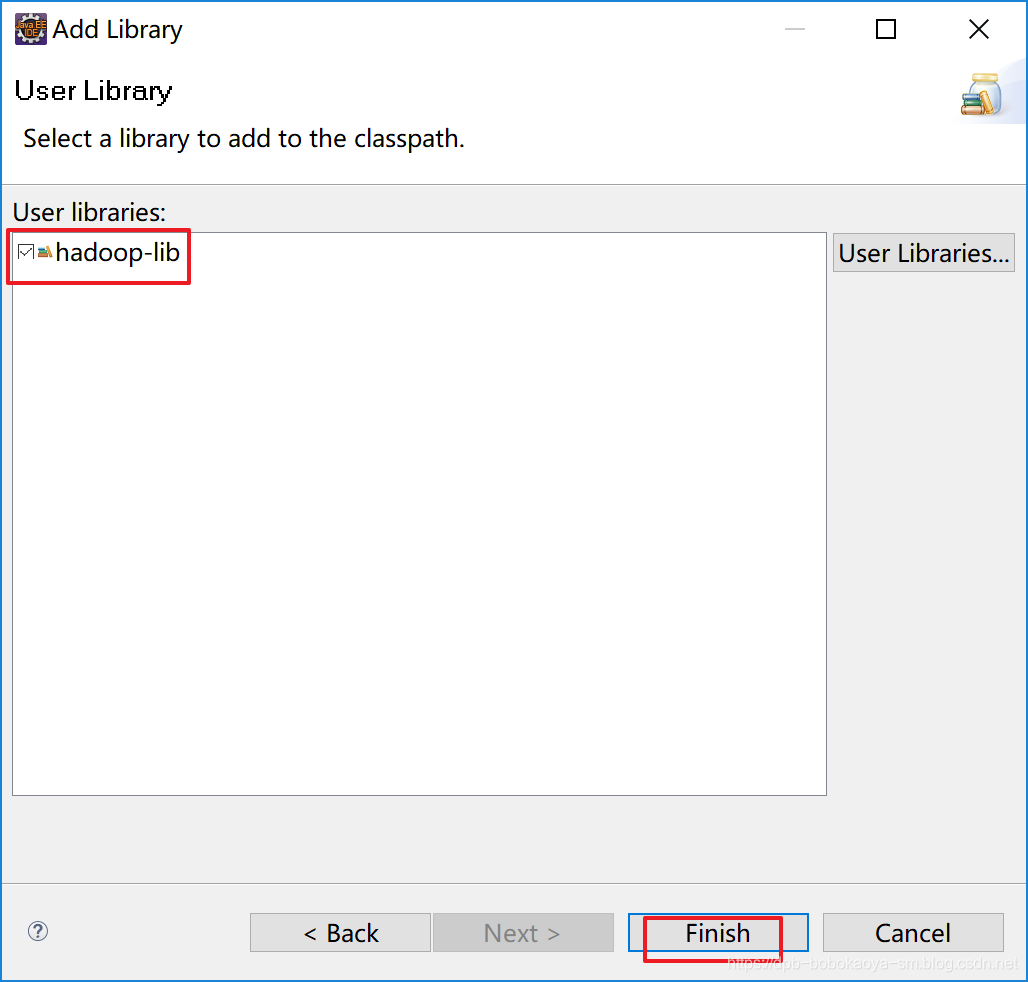 Java EE
IDE
Add Library
User Library
Select a library to add to the classpath.
User libraries:
hadoop-lib
User Libraries...
?
< Back
Next >
Finish
Cancel
https://dpb-bobokaoya-sm.blog.csdn.net